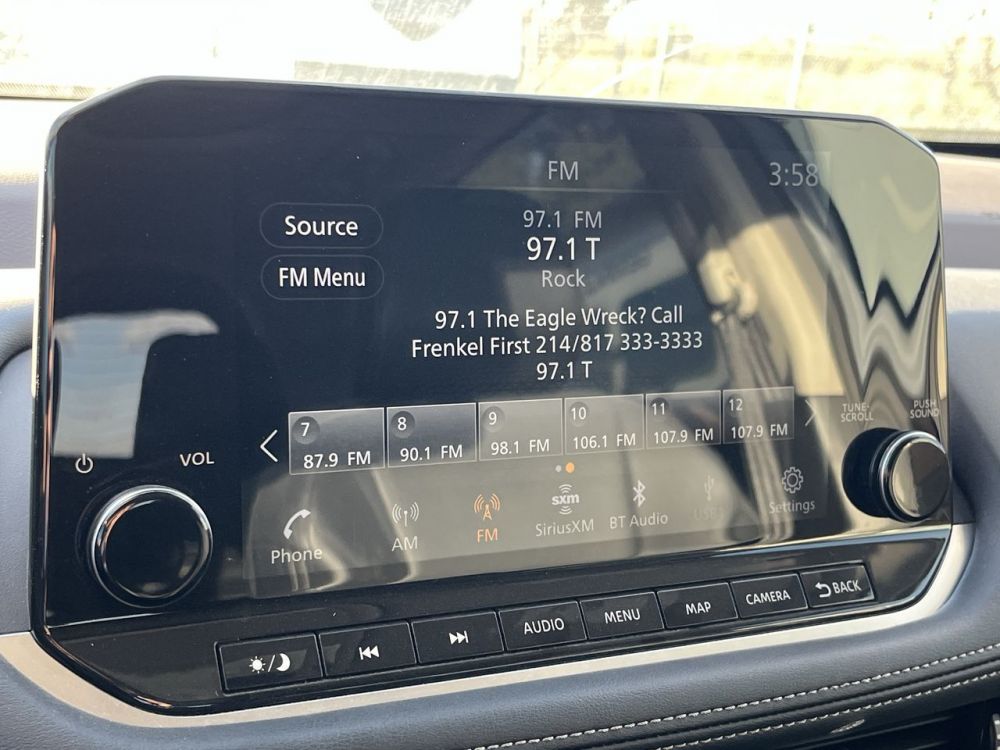 FM
3:58
Source
97.1 FM
97.1 T
FM Menu
Rock
97.1 The Eagle Wreck? Call
Frenkel First 214/817 333-3333
97.1 T
TUNE-SCROLL
PUSH SOUND
VOL
7
8
9
10
11
12
87.9 FM
90.1 FM
98.1 FM
106.1 FM
107.9 FM
107.9 FM
Phone
AM
A
FM
sxm
SiriusXM
BT Audio
Settings
AUDIO
MENU
MAP
CAMERA
BACK